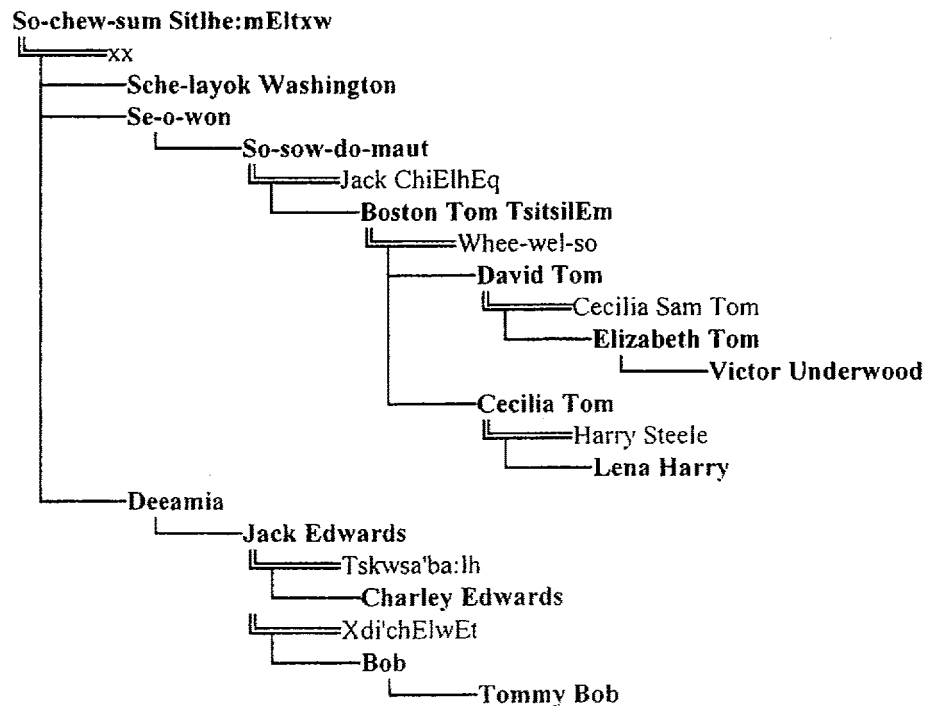 So-chew-sum Sitlhe:mEltxw
xx
Sche-layok Washington
Se-o-won
So-sow-do-maut
Jack ChiElhEq
Boston Tom TsitsilEm
Whee-wel-so
David Tom
Cecilia Sam Tom
Elizabeth Tom
Victor Underwood
Cecilia Tom
Harry Steele
Lena Harry
Deeamia
Jack Edwards
Tskwsa'ba:lh
Charley Edwards
Xdi'chElwEt
Bob
Tommy Bob